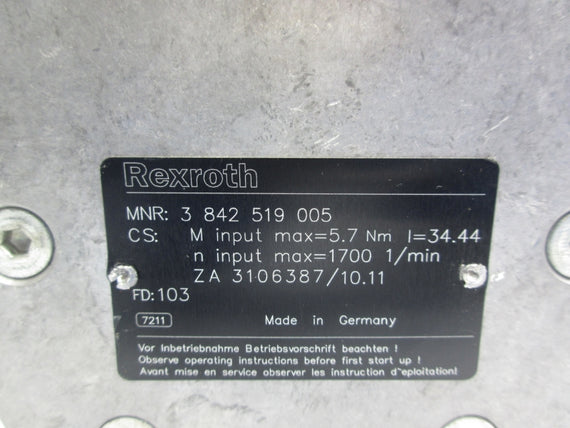 Rexroth
MNR: 3 842 519 005
CS: M input max=5.7 Nm I=34.44
n input max=1700 1/min
ZA 3106387/10.11
FD:103
7211 Made in Germany
Vor Inbetriebnahme Betriebsvorschrift beachten !
Observe operating instructions before first start up !
Avant mise en service observer les instruction d'eploitation!